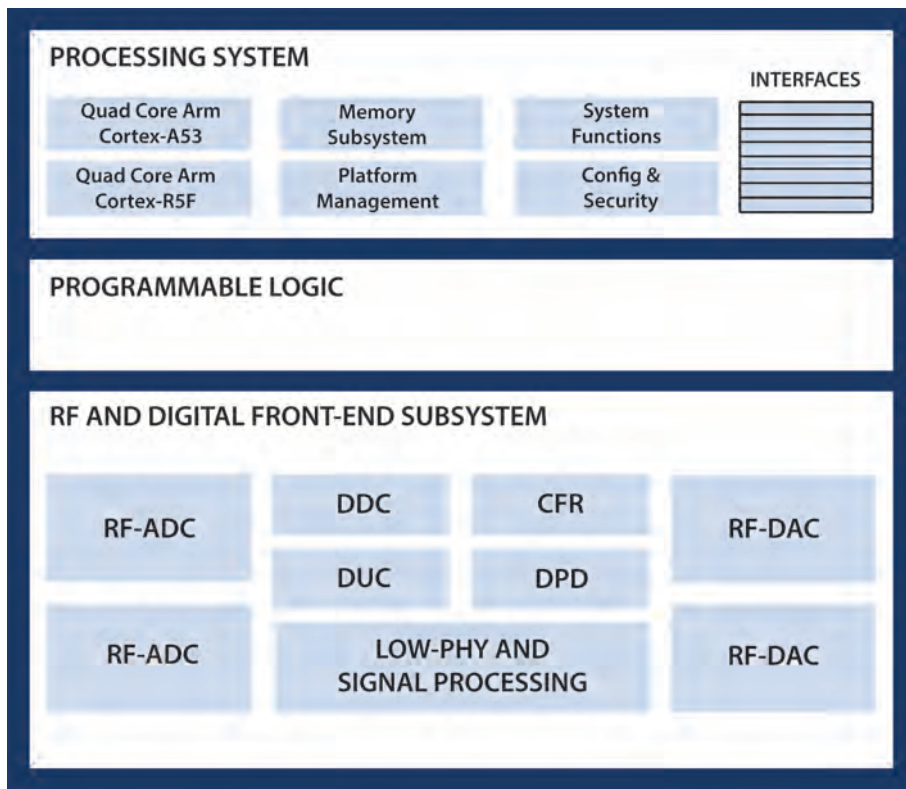 PROCESSING SYSTEM
INTERFACES
Quad Core Arm
Cortex-A53
Memory
Subsystem
System
Functions
Quad Core Arm
Cortex-R5F
Platform
Management
Config &
Security
PROGRAMMABLE LOGIC
RF AND DIGITAL FRONT-END SUBSYSTEM
RF-ADC
DDC
CFR
RF-DAC
DUC
DPD
RF-ADC
LOW-PHY AND
SIGNAL PROCESSING
RF-DAC